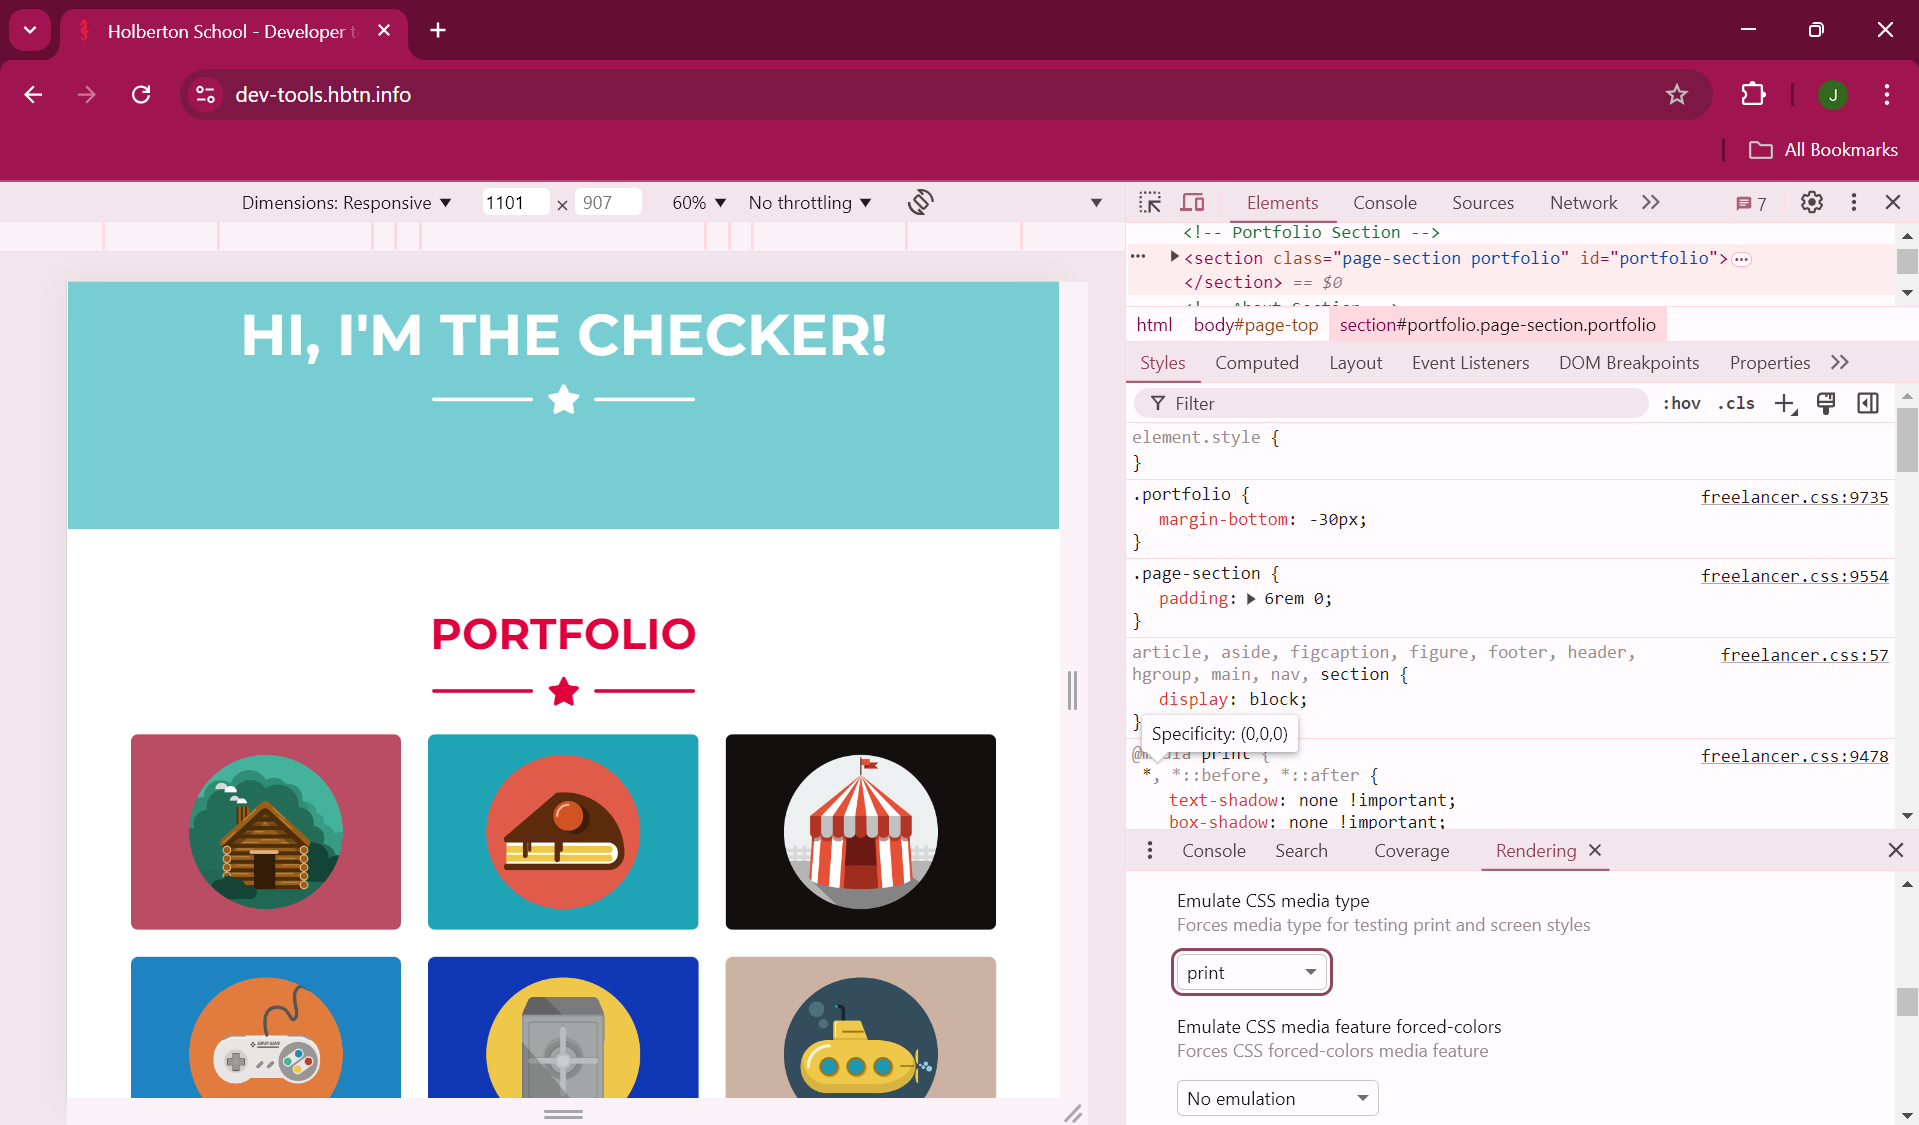 Holberton School - Developer t
dev-tools.hbtn.info
J
All Bookmarks
Dimensions: Responsive
1101 × 907
60%
No throttling
Elements
Console
Sources
Network
7
<!-- Portfolio Section -->
<section class="page-section portfolio" id="portfolio">
</section> == $0
html
body#page-top
section#portfolio.page-section.portfolio
Styles
Computed
Layout
Event Listeners
DOM Breakpoints
Properties
Filter
:hov
.cls
element.style {
}
.portfolio {
freelancer.css:9735
margin-bottom: -30px;
}
.page-section {
freelancer.css:9554
padding: 6rem 0;
}
article, aside, figcaption, figure, footer, header,
freelancer.css:57
hgroup, main, nav, section {
display: block;
}
Specificity: (0,0,0)
@media print {
freelancer.css:9478
*, *::before, *::after {
text-shadow: none !important;
box-shadow: none !important;
Console
Search
Coverage
Rendering
Emulate CSS media type
Forces media type for testing print and screen styles
print
Emulate CSS media feature forced-colors
Forces CSS forced-colors media feature
No emulation
HI, I'M THE CHECKER!
PORTFOLIO